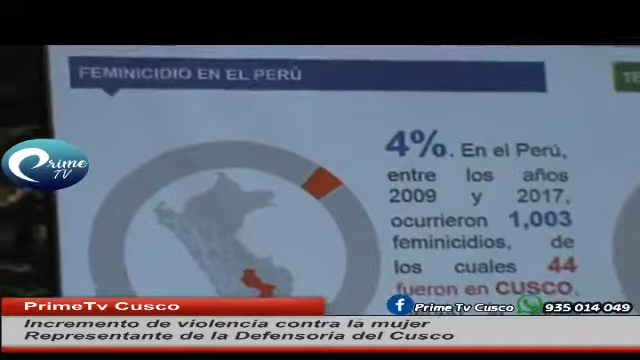 FEMINICIDIO EN EL PERÚ
TE
Prime
TV
4%. En el Perú,
entre los años
2009 y 2017,
ocurrieron 1,003
feminicidios, de
los cuales 44
fueron en CUSCO.
PrimeTv Cusco
Prime Tv Cusco 935 014 049
Incremento de violencia contra la mujer
Representante de la Defensoria del Cusco